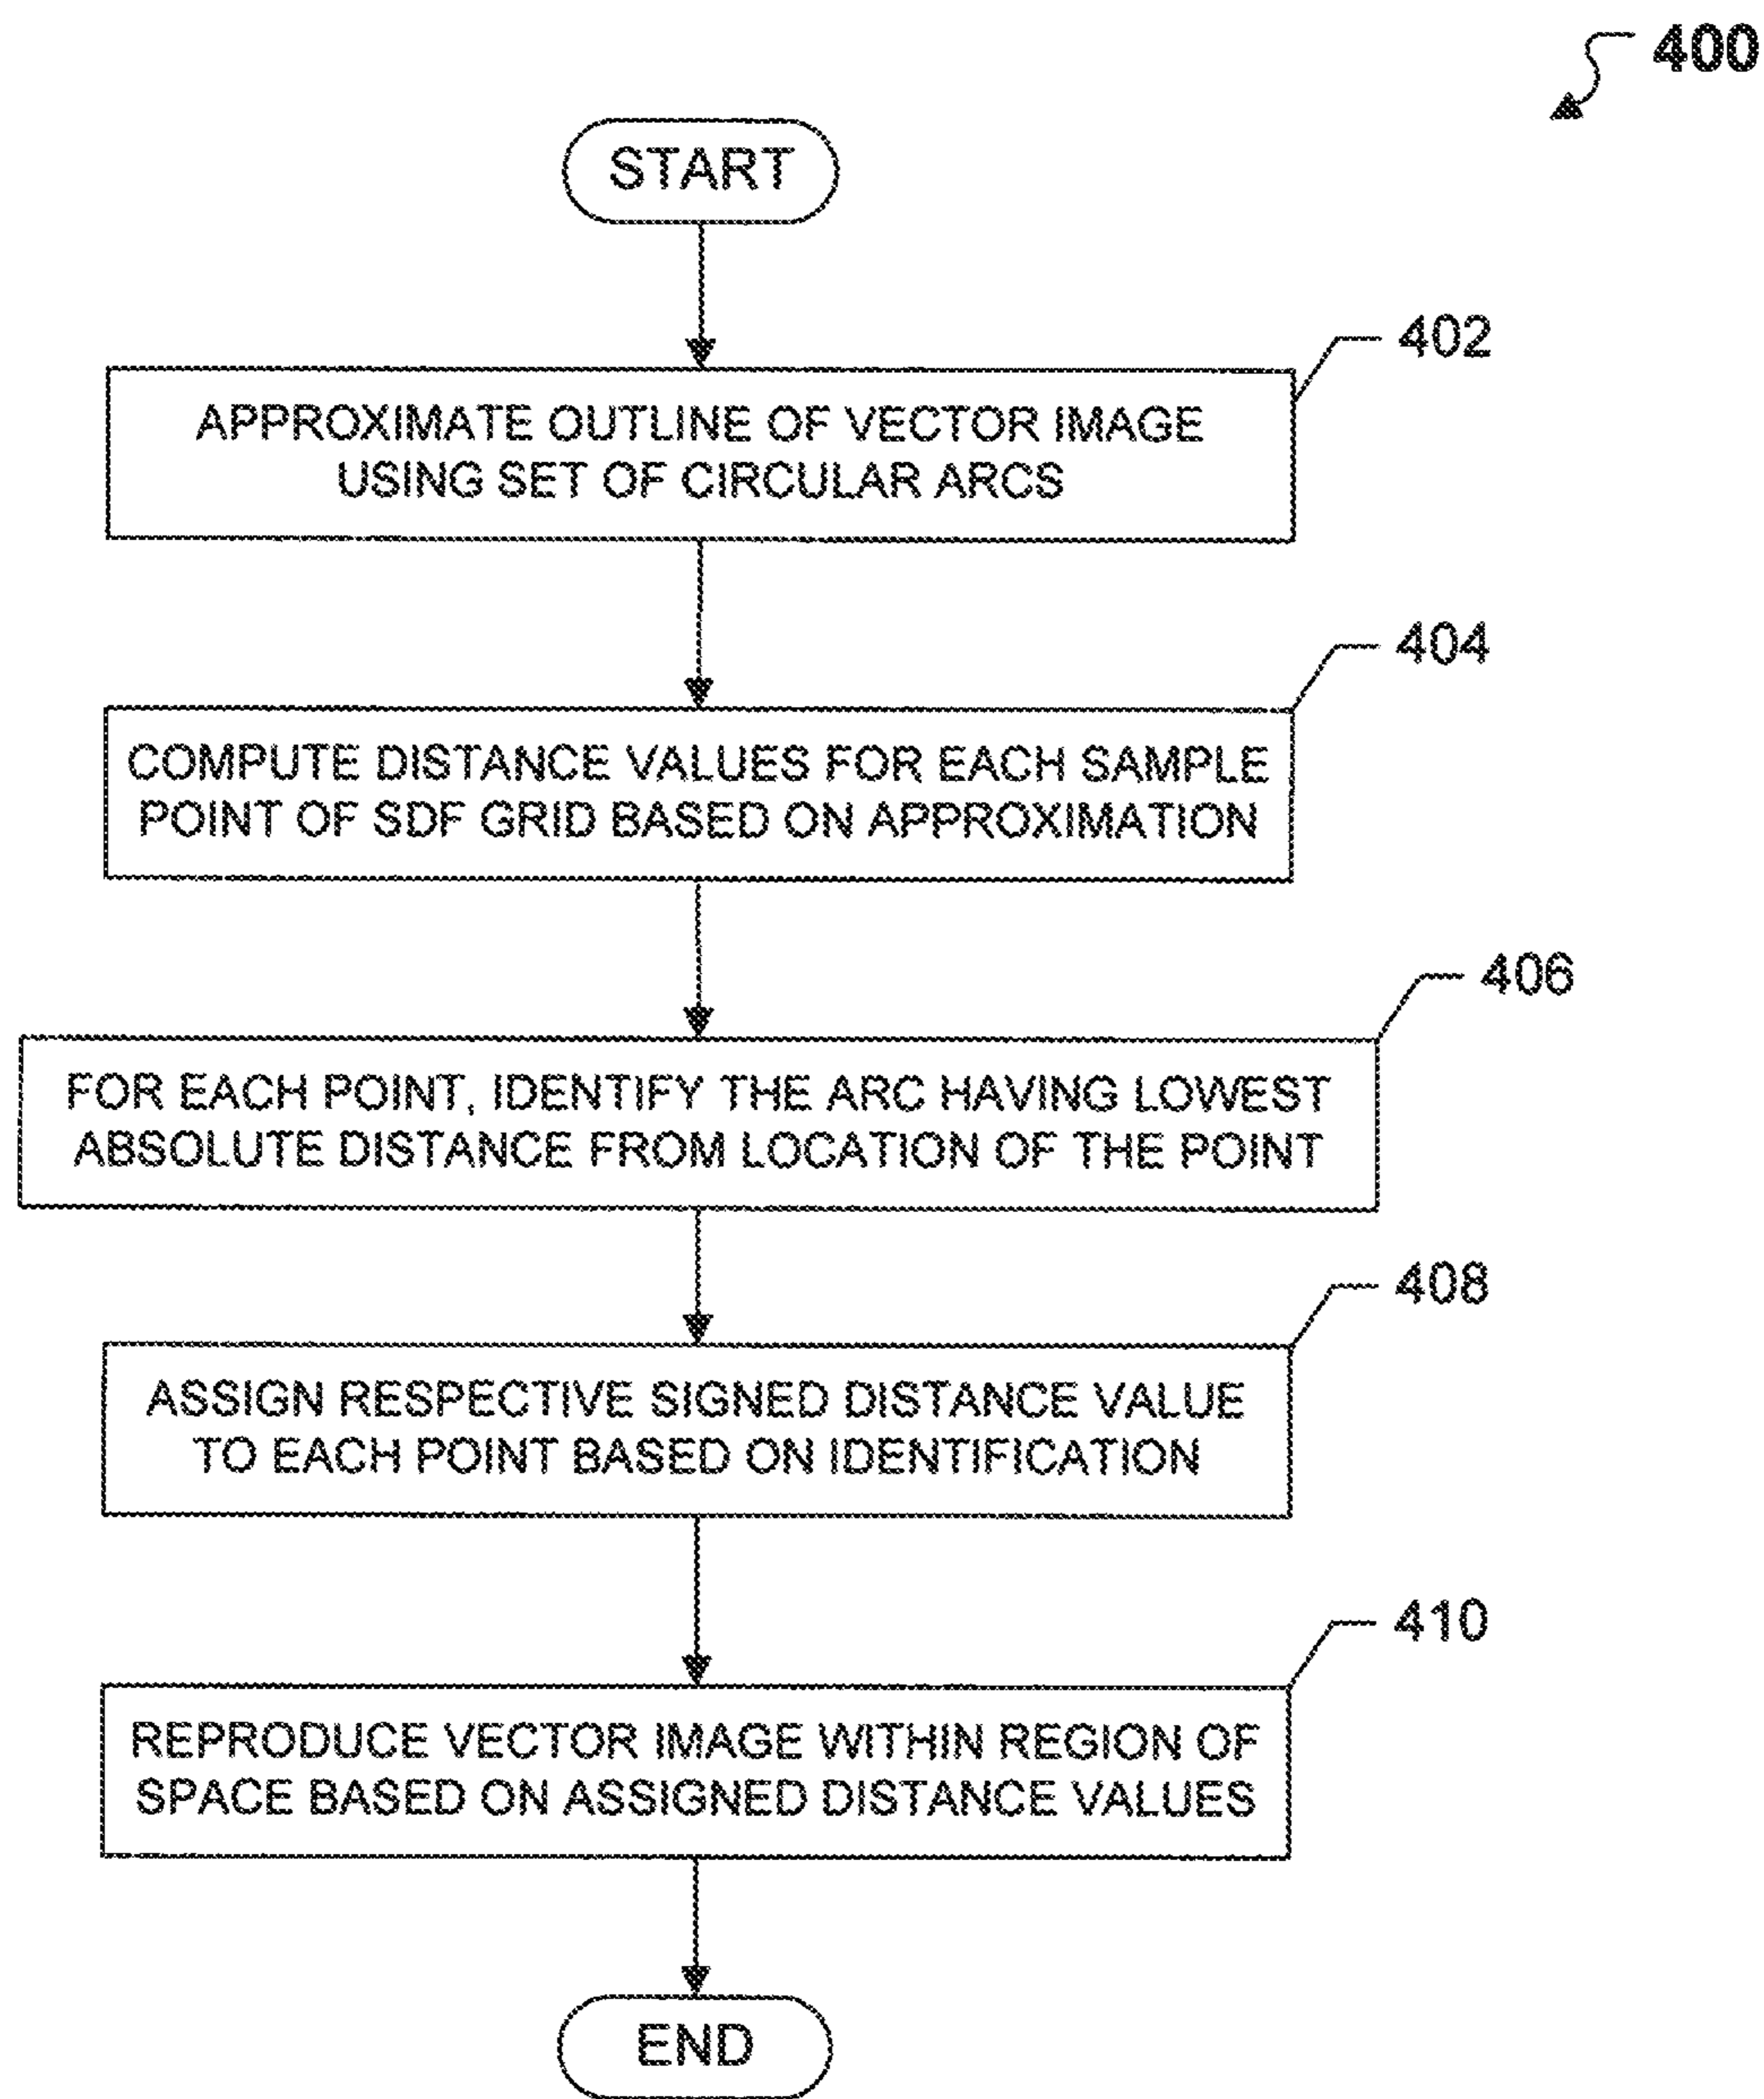 400
START
402
APPROXIMATE OUTLINE OF VECTOR IMAGE
USING SET OF CIRCULAR ARCS
404
COMPUTE DISTANCE VALUES FOR EACH SAMPLE
POINT OF SDF GRID BASED ON APPROXIMATION
406
FOR EACH POINT, IDENTIFY THE ARC HAVING LOWEST
ABSOLUTE DISTANCE FROM LOCATION OF THE POINT
408
ASSIGN RESPECTIVE SIGNED DISTANCE VALUE
TO EACH POINT BASED ON IDENTIFICATION
410
REPRODUCE VECTOR IMAGE WITHIN REGION OF
SPACE BASED ON ASSIGNED DISTANCE VALUES
END